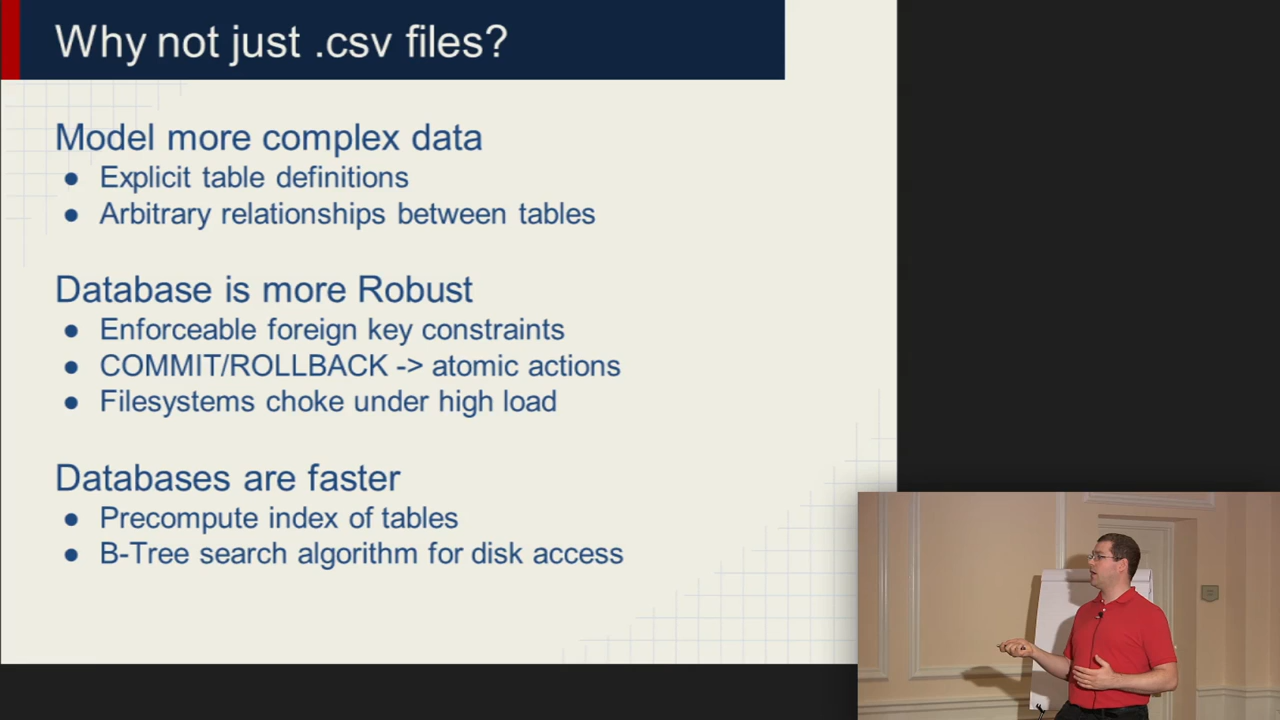 Why not just .csv files?
Model more complex data
● Explicit table definitions
● Arbitrary relationships between tables
Database is more Robust
● Enforceable foreign key constraints
● COMMIT/ROLLBACK -> atomic actions
● Filesystems choke under high load
Databases are faster
● Precompute index of tables
● B-Tree search algorithm for disk access